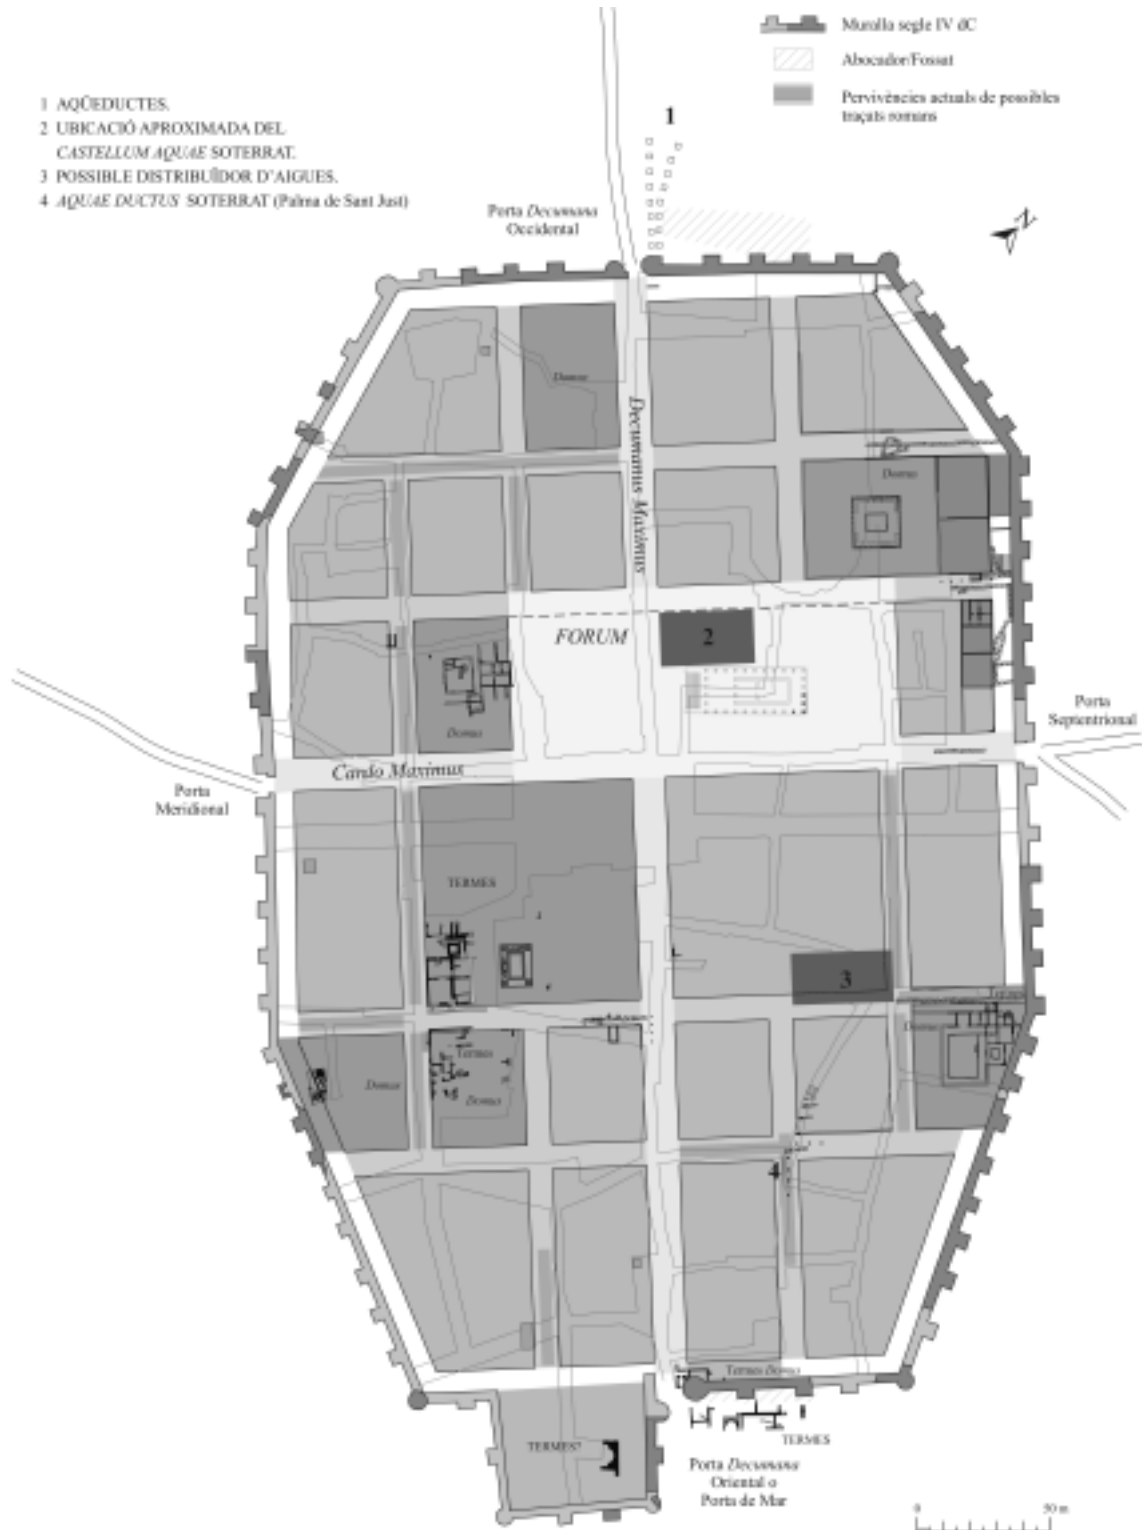 Muralla segle IV dC
Abocador/Fossat
Pervivències actuals de possibles
traçats romans
1 AQÜEDUCTES.
2 UBICACIÓ APROXIMADA DEL
CASTELLUM AQUAE SOTERRAT.
3 POSSIBLE DISTRIBUÏDOR D'AIGUES.
4 AQUAE DUCTUS SOTERRAT (Palma de Sant Just)
1
N
Porta Decumana
Occidental
Domus
Decumanus Maximus
Domus
FORUM
2
Domus
Porta
Septentrional
Cardo Maximus
Porta
Meridional
TERMES
3
Termes
Domus
Termes
Domus
Domus
4
Termes Domus
TERMES?
TERMES
Porta Decumana
Oriental o
Porta de Mar
0 50 m